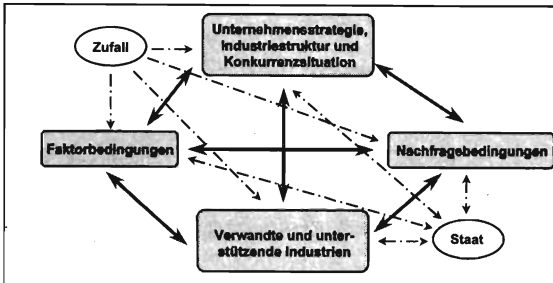 Zufall
Unternehmensstrategie,
Industriestruktur und
Konkurrenzsituation
Faktorbedingungen
Nachfragebedingungen
Verwandte und unter-
stützende Industrien
Staat